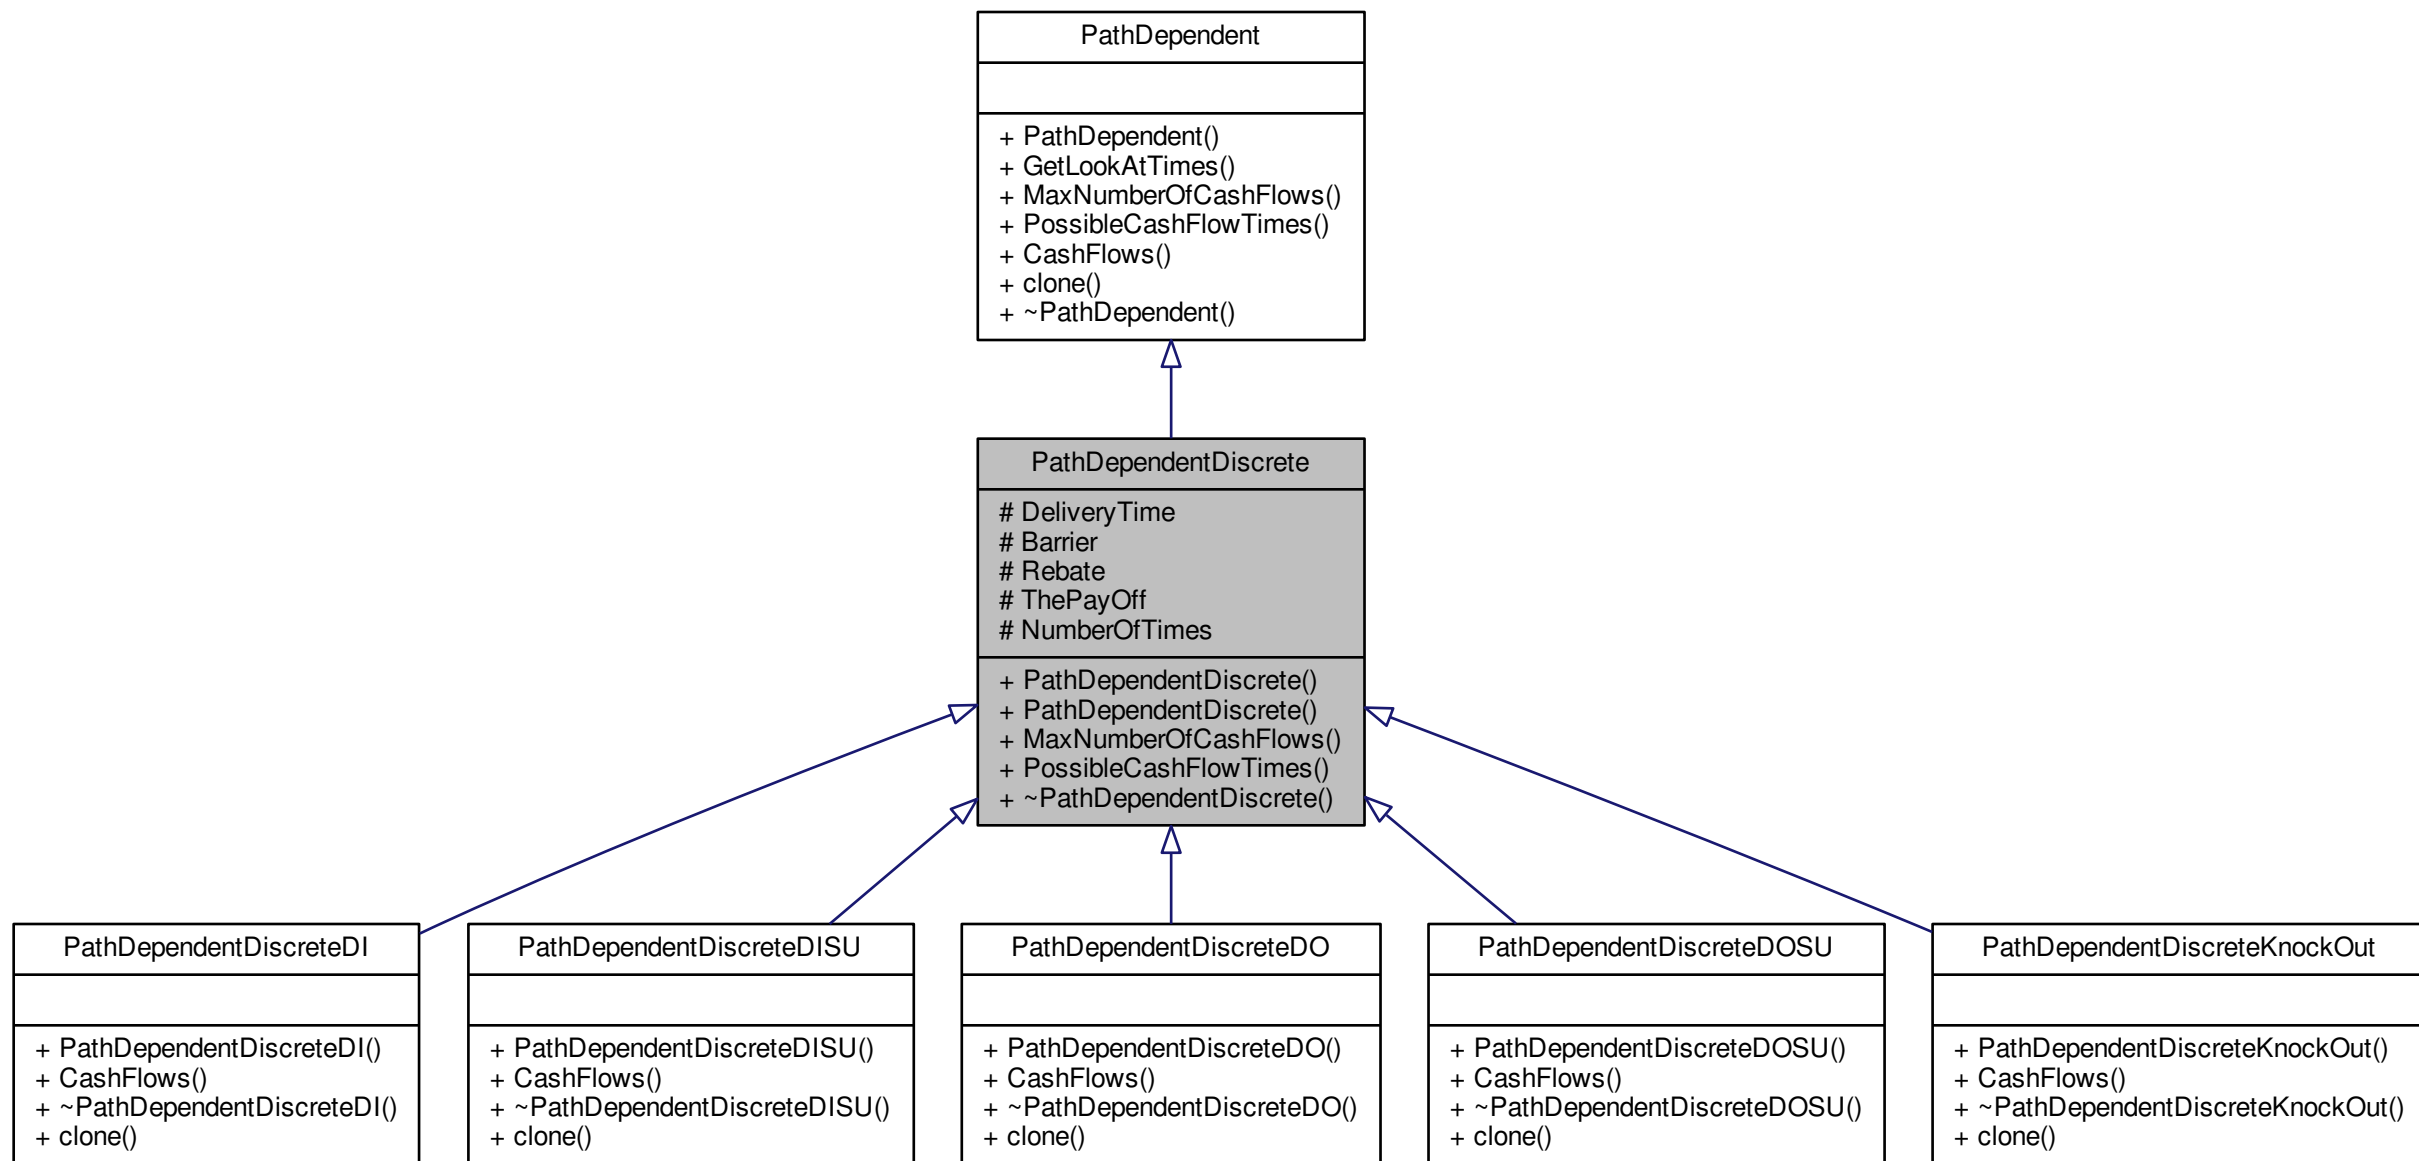 PathDependent
+ PathDependent()
+ GetLookAtTimes()
+ MaxNumberOfCashFlows()
+ PossibleCashFlowTimes()
+ CashFlows()
+ clone()
+ ~PathDependent()
PathDependentDiscrete
# DeliveryTime
# Barrier
# Rebate
# ThePayOff
# NumberOfTimes
+ PathDependentDiscrete()
+ PathDependentDiscrete()
+ MaxNumberOfCashFlows()
+ PossibleCashFlowTimes()
+ ~PathDependentDiscrete()
PathDependentDiscreteDI
+ PathDependentDiscreteDI()
+ CashFlows()
+ ~PathDependentDiscreteDI()
+ clone()
PathDependentDiscreteDISU
+ PathDependentDiscreteDISU()
+ CashFlows()
+ ~PathDependentDiscreteDISU()
+ clone()
PathDependentDiscreteDO
+ PathDependentDiscreteDO()
+ CashFlows()
+ ~PathDependentDiscreteDO()
+ clone()
PathDependentDiscreteDOSU
+ PathDependentDiscreteDOSU()
+ CashFlows()
+ ~PathDependentDiscreteDOSU()
+ clone()
PathDependentDiscreteKnockOut
+ PathDependentDiscreteKnockOut()
+ CashFlows()
+ ~PathDependentDiscreteKnockOut()
+ clone()